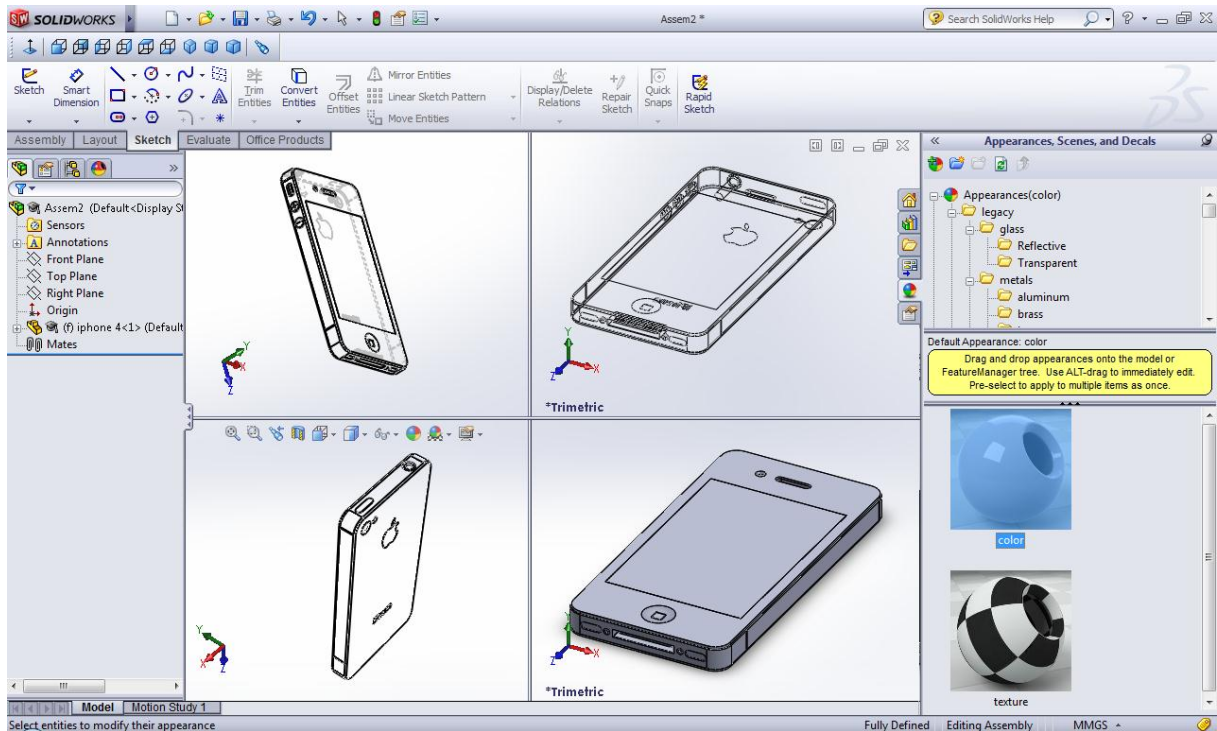 SOLIDWORKS
Assem2 *
Search SolidWorks Help
Sketch
Smart Dimension
Trim Entities
Convert Entities
Offset Entities
Mirror Entities
Linear Sketch Pattern
Move Entities
Display/Delete Relations
Repair Sketch
Quick Snaps
Rapid Sketch
Assembly Layout Sketch Evaluate Office Products
Assem2 (Default<Display St
Sensors
Annotations
Front Plane
Top Plane
Right Plane
Origin
(f) iphone 4<1> (Default
Mates
Y
X
Z
Y
X
Z
*Trimetric
Y
X
Z
Y
X
Z
*Trimetric
Appearances, Scenes, and Decals
Appearances(color)
legacy
glass
Reflective
Transparent
metals
aluminum
brass
Default Appearance: color
Drag and drop appearances onto the model or
FeatureManager tree. Use ALT-drag to immediately edit.
Pre-select to apply to multiple items as once.
color
texture
Model Motion Study 1
Select entities to modify their appearance
Fully Defined Editing Assembly MMGS